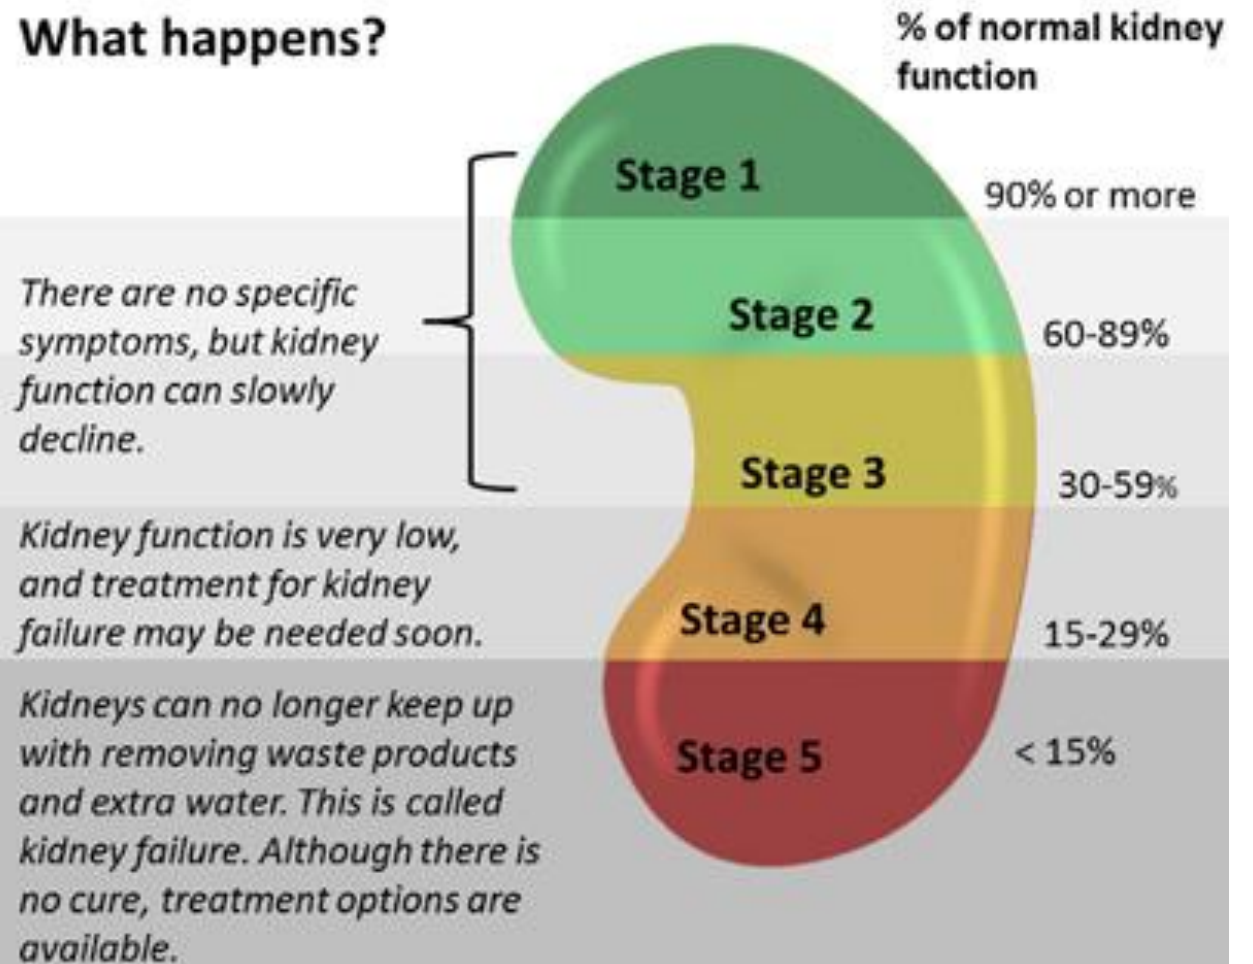 What happens?
% of normal kidney
function
Stage 1
90% or more
There are no specific
symptoms, but kidney
function can slowly
decline.
Stage 2
60-89%
Stage 3
30-59%
Kidney function is very low,
and treatment for kidney
failure may be needed soon.
Stage 4
15-29%
Kidneys can no longer keep up
with removing waste products
and extra water. This is called
kidney failure. Although there is
no cure, treatment options are
available.
Stage 5
< 15%